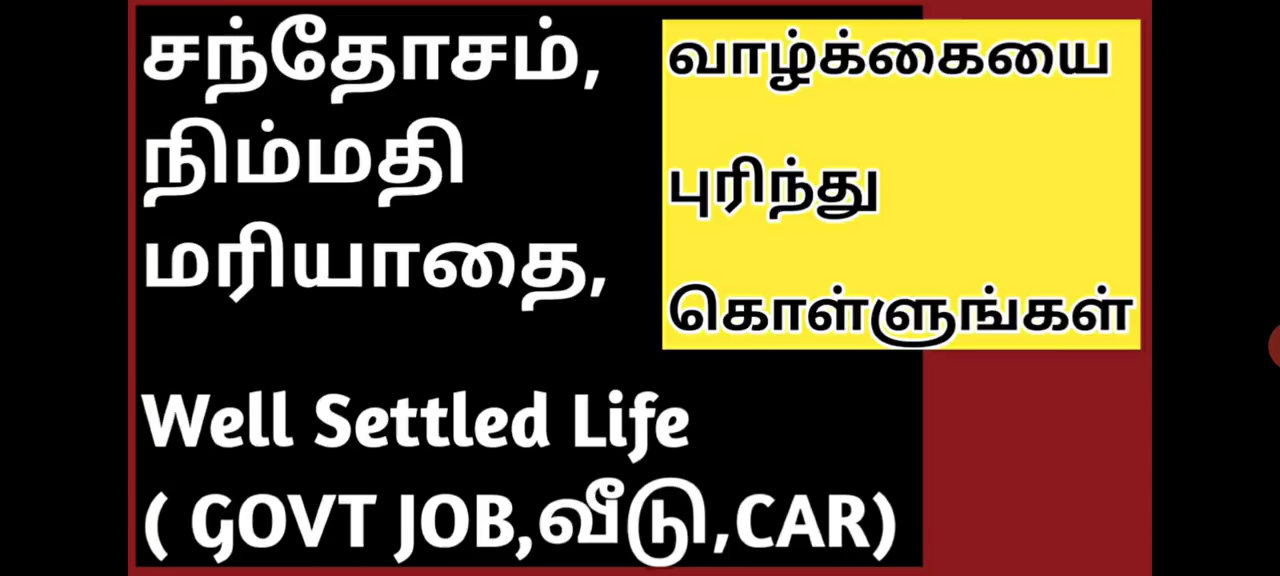 சந்தோசம்,
நிம்மதி
மரியாதை,
Well Settled Life
( GOVT JOB,வீடு,CAR)
வாழ்க்கையை
புரிந்து
கொள்ளுங்கள்